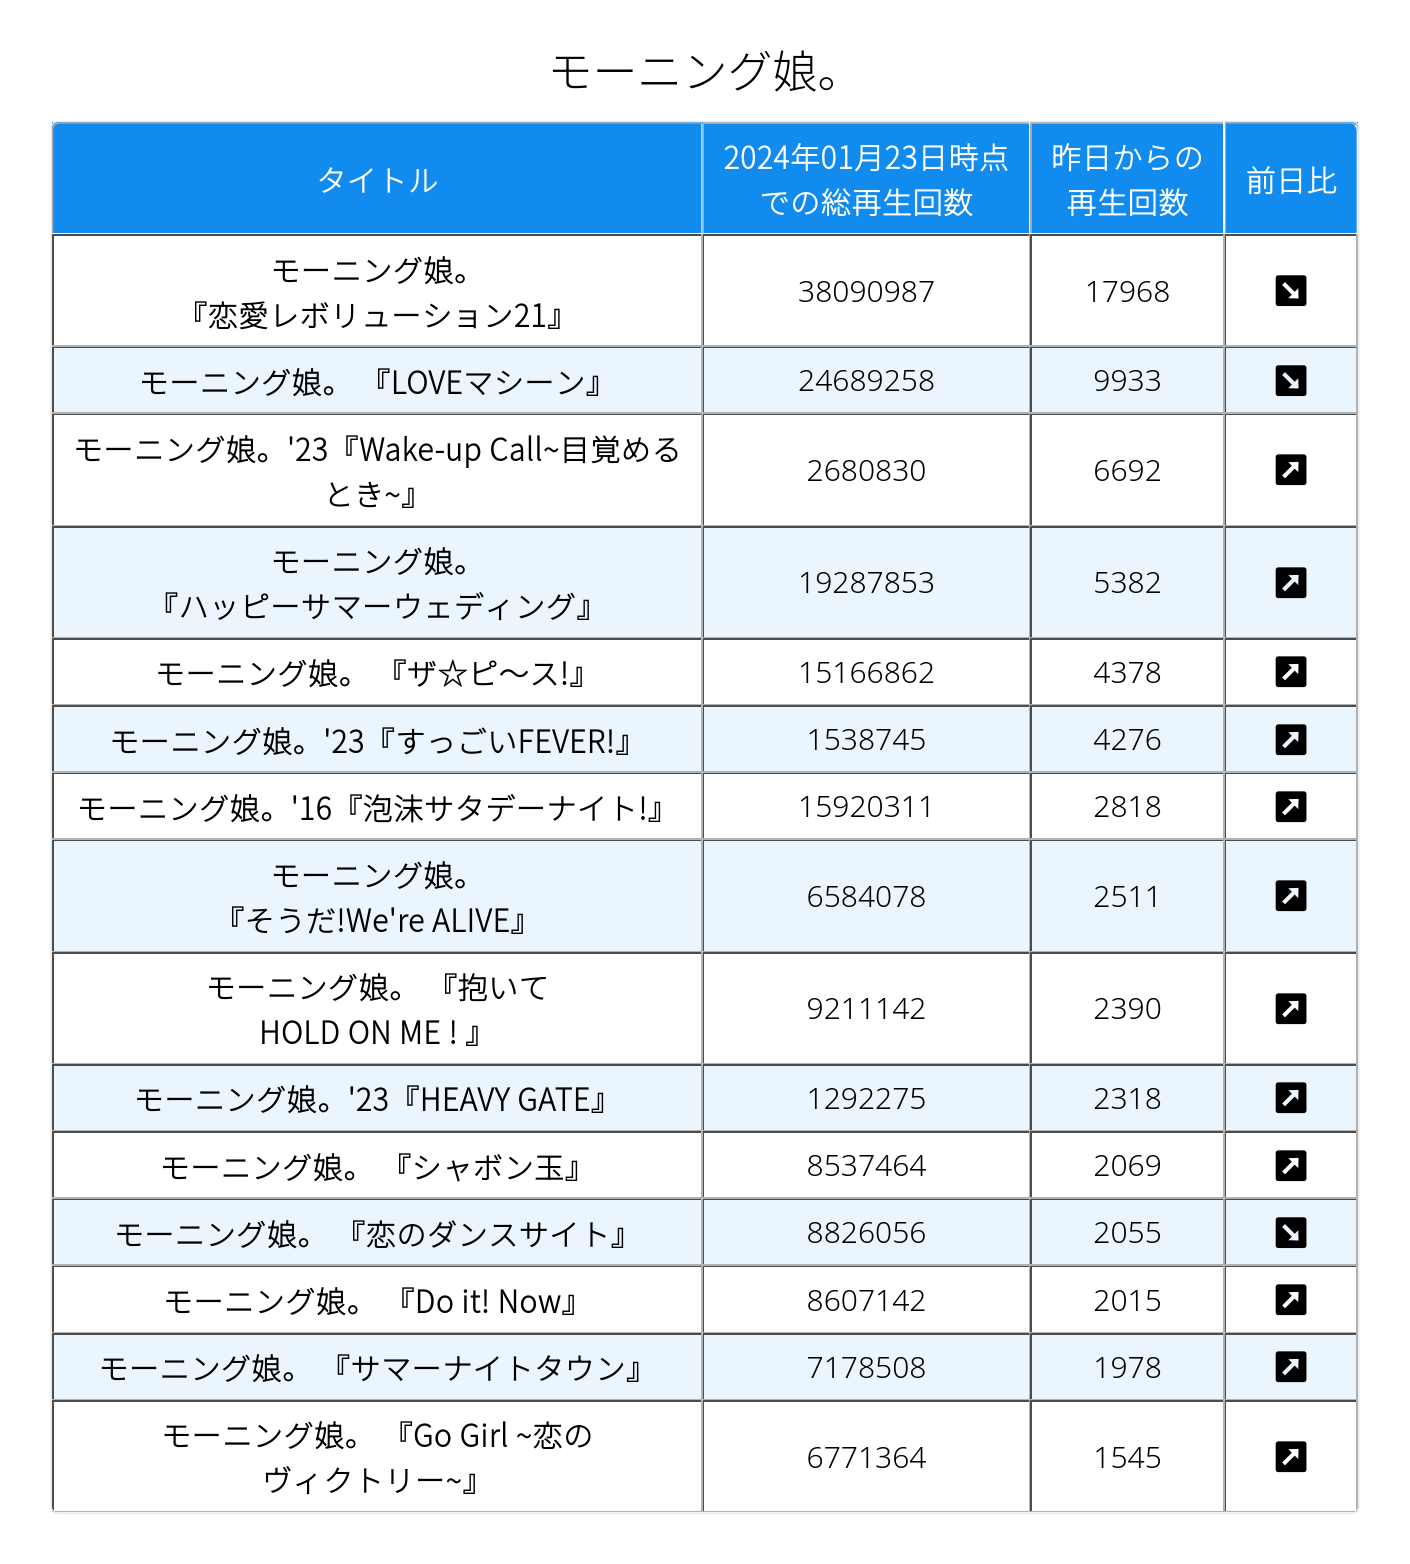 モーニング娘。
タイトル
2024年01月23日時点
での総再生回数
昨日からの
再生回数
前日比
モーニング娘。
『恋愛レボリューション21』
38090987
17968
モーニング娘。 『LOVEマシーン』
24689258
9933
モーニング娘。'23『Wake-up Call~目覚める
とき~』
2680830
6692
モーニング娘。
『ハッピーサマーウェディング』
19287853
5382
モーニング娘。 『ザ☆ピ〜ス!』
15166862
4378
モーニング娘。'23『すっごいFEVER!』
1538745
4276
モーニング娘。'16『泡沫サタデーナイト!』
15920311
2818
モーニング娘。
『そうだ!We're ALIVE』
6584078
2511
モーニング娘。 『抱いて
HOLD ON ME ! 』
9211142
2390
モーニング娘。'23『HEAVY GATE』
1292275
2318
モーニング娘。 『シャボン玉』
8537464
2069
モーニング娘。 『恋のダンスサイト』
8826056
2055
モーニング娘。 『Do it! Now』
8607142
2015
モーニング娘。 『サマーナイトタウン』
7178508
1978
モーニング娘。 『Go Girl ~恋の
ヴィクトリー~』
6771364
1545